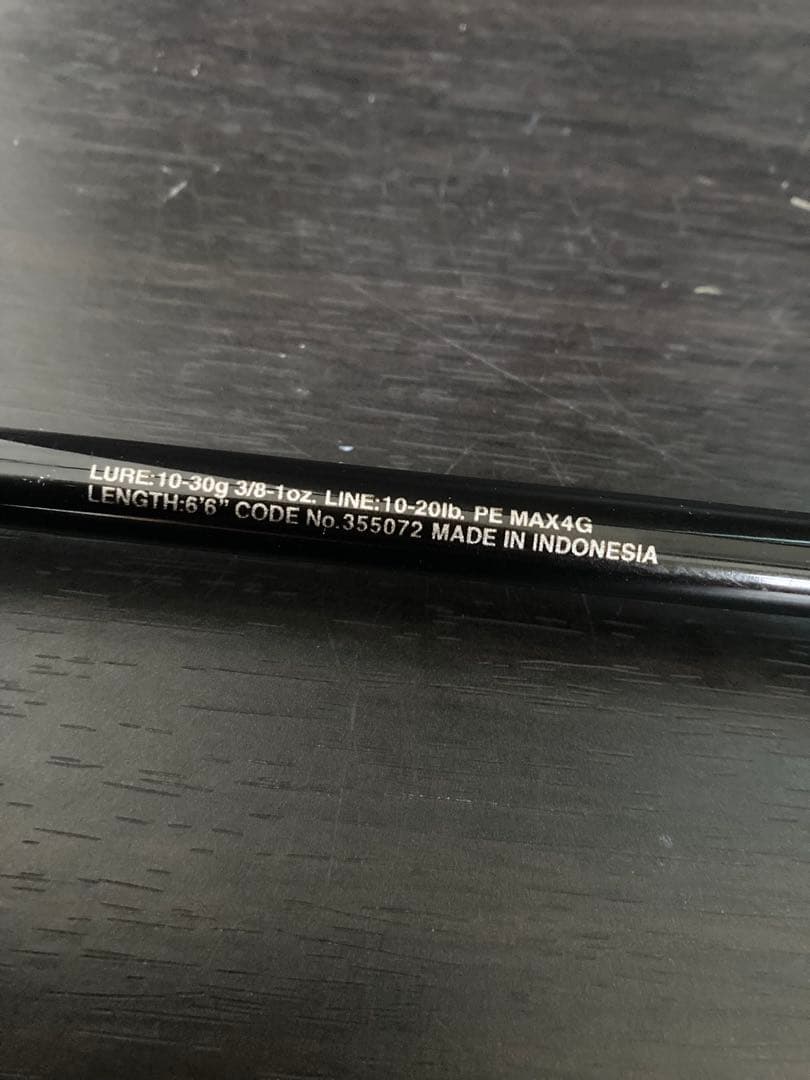 LURE:10-30g 3/8-1oz. LINE:10-20lb. PE MAX4G
LENGTH:6'6" CODE No.355072 MADE IN INDONESIA